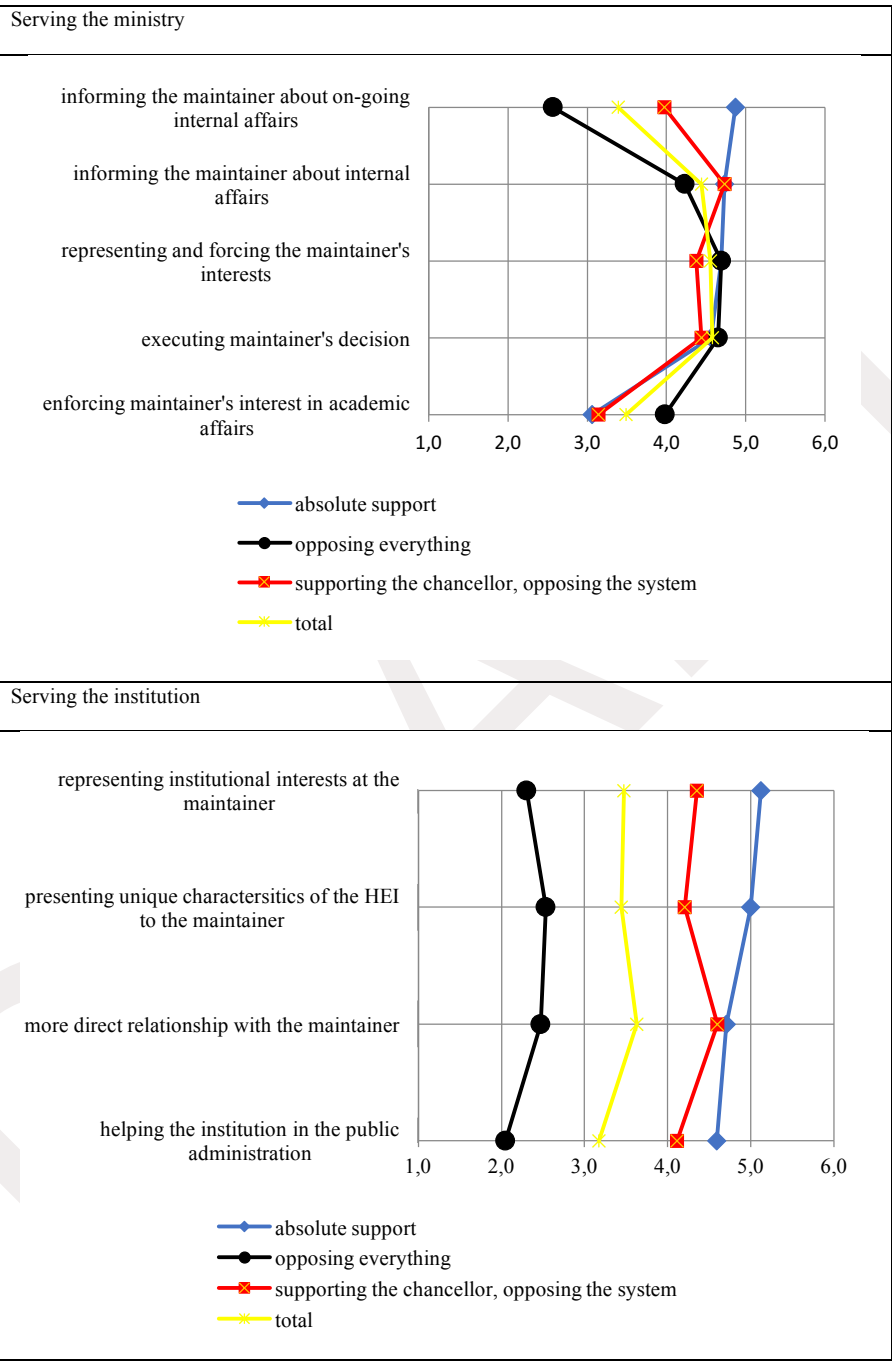 Serving the ministry
informing the maintainer about on-going
internal affairs
informing the maintainer about internal
affairs
representing and forcing the maintainer's
interests
executing maintainer's decision
enforcing maintainer's interest in academic
affairs
1,0 2,0 3,0 4,0 5,0 6,0
absolute support
opposing everything
supporting the chancellor, opposing the system
total
Serving the institution
representing institutional interests at the
maintainer
presenting unique charactersitics of the HEI
to the maintainer
more direct relationship with the maintainer
helping the institution in the public
administration
1,0 2,0 3,0 4,0 5,0 6,0
absolute support
opposing everything
supporting the chancellor, opposing the system
total